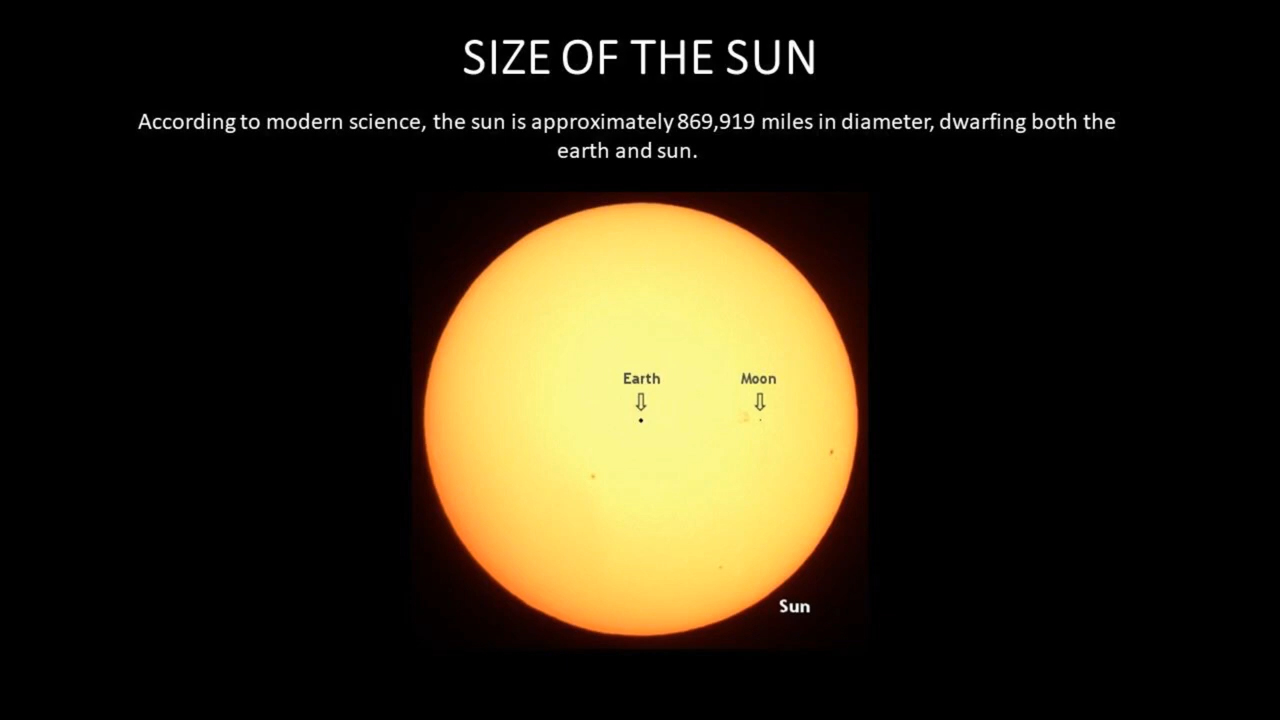 SIZE OF THE SUN
According to modern science, the sun is approximately 869,919 miles in diameter, dwarfing both the
earth and sun.
Earth
Moon
Sun